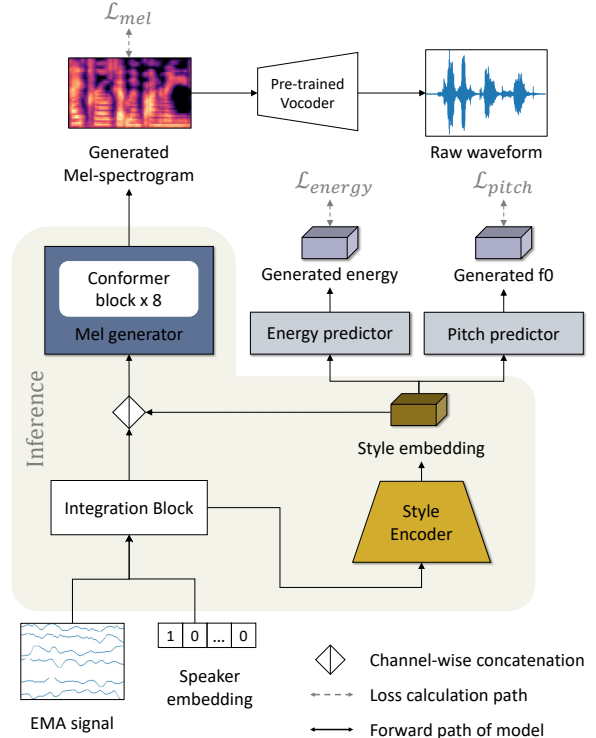 ℒmel
Pre-trained
Vocoder
Generated
Mel-spectrogram
Raw waveform
ℒenergy
ℒpitch
Generated energy
Generated f0
Conformer
block x 8
Mel generator
Energy predictor
Pitch predictor
Inference
Style embedding
Integration Block
Style
Encoder
1 0 ... 0
Speaker
embedding
EMA signal
Channel-wise concatenation
Loss calculation path
Forward path of model